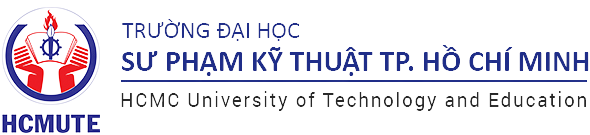 TRƯỜNG ĐẠI HỌC
SƯ PHẠM KỸ THUẬT TP. HỒ CHÍ MINH
HCMC University of Technology and Education
HCMUTE